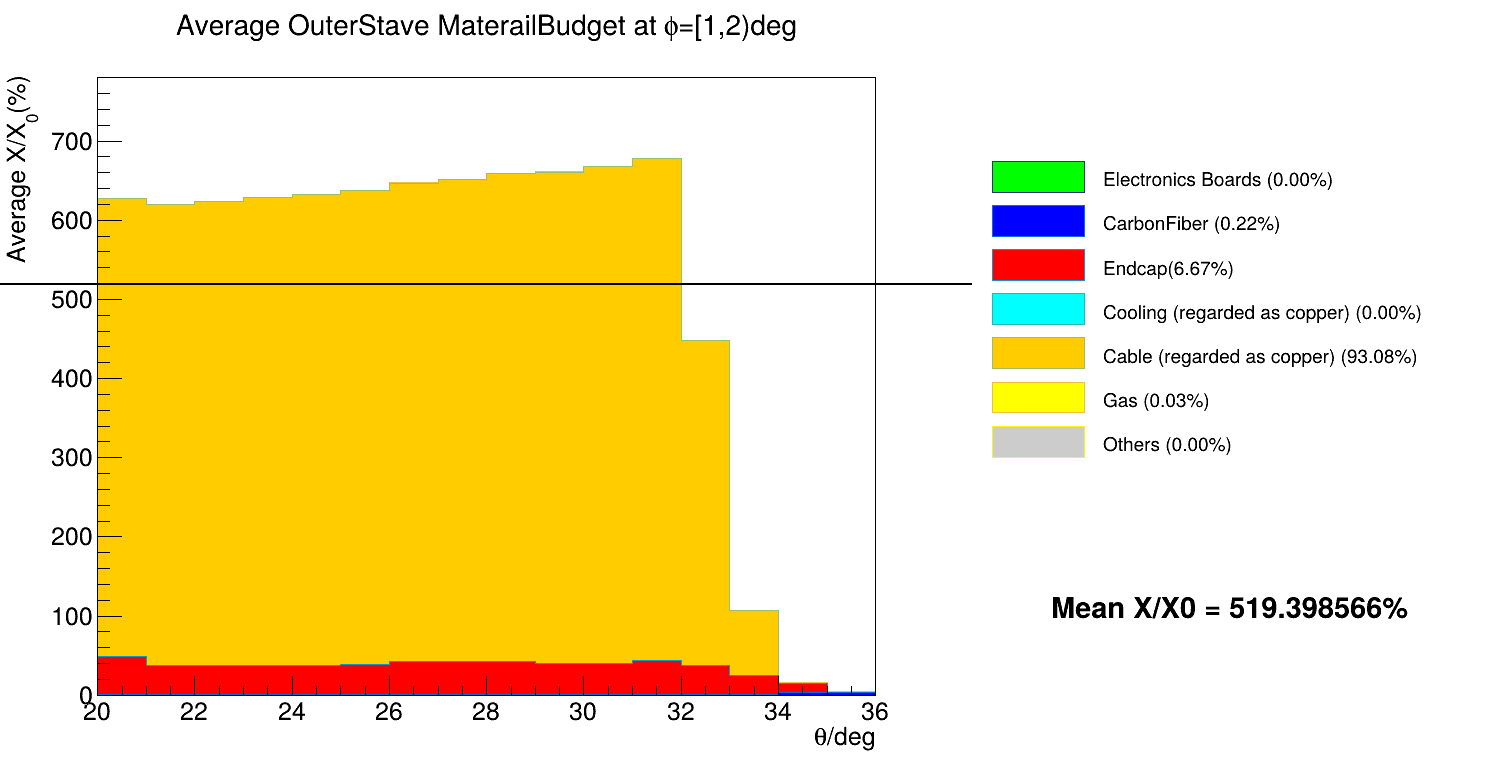 Average OuterStave MaterailBudget at ϕ=[1,2)deg
Average X/X0(%)
700
600
500
400
300
200
100
0
20 22 24 26 28 30 32 34 36
θ/deg
Electronics Boards (0.00%)
CarbonFiber (0.22%)
Endcap(6.67%)
Cooling (regarded as copper) (0.00%)
Cable (regarded as copper) (93.08%)
Gas (0.03%)
Others (0.00%)
Mean X/X0 = 519.398566%